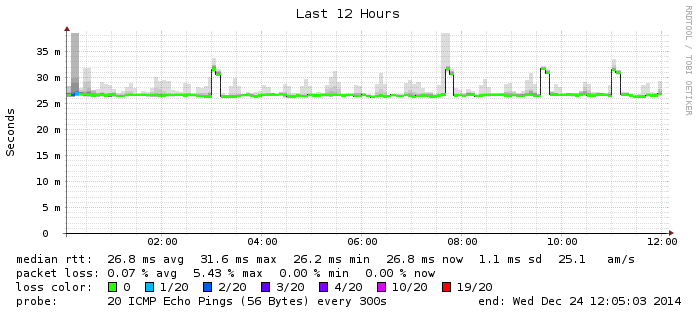 Last 12 Hours
RRDTOOL / TOBI OETIKER
Seconds
35 m
30 m
25 m
20 m
15 m
10 m
5 m
0
02:00 04:00 06:00 08:00 10:00 12:00
median rtt: 26.8 ms avg 31.6 ms max 26.2 ms min 26.8 ms now 1.1 ms sd 25.1 am/s
packet loss: 0.07 % avg 5.43 % max 0.00 % min 0.00 % now
loss color: 0 1/20 2/20 3/20 4/20 10/20 19/20
probe: 20 ICMP Echo Pings (56 Bytes) every 300s end: Wed Dec 24 12:05:03 2014